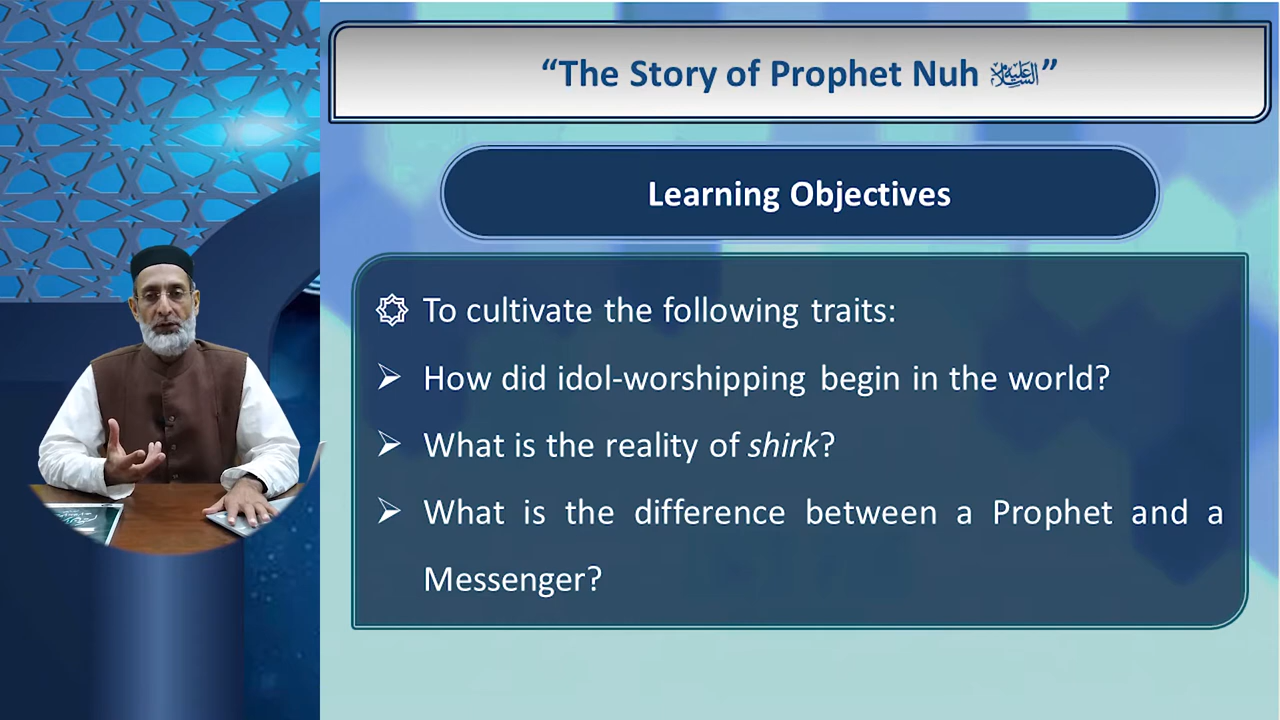 “The Story of Prophet Nuh عليه السلام”
Learning Objectives
To cultivate the following traits:
How did idol-worshipping begin in the world?
What is the reality of shirk?
What is the difference between a Prophet and a
Messenger?